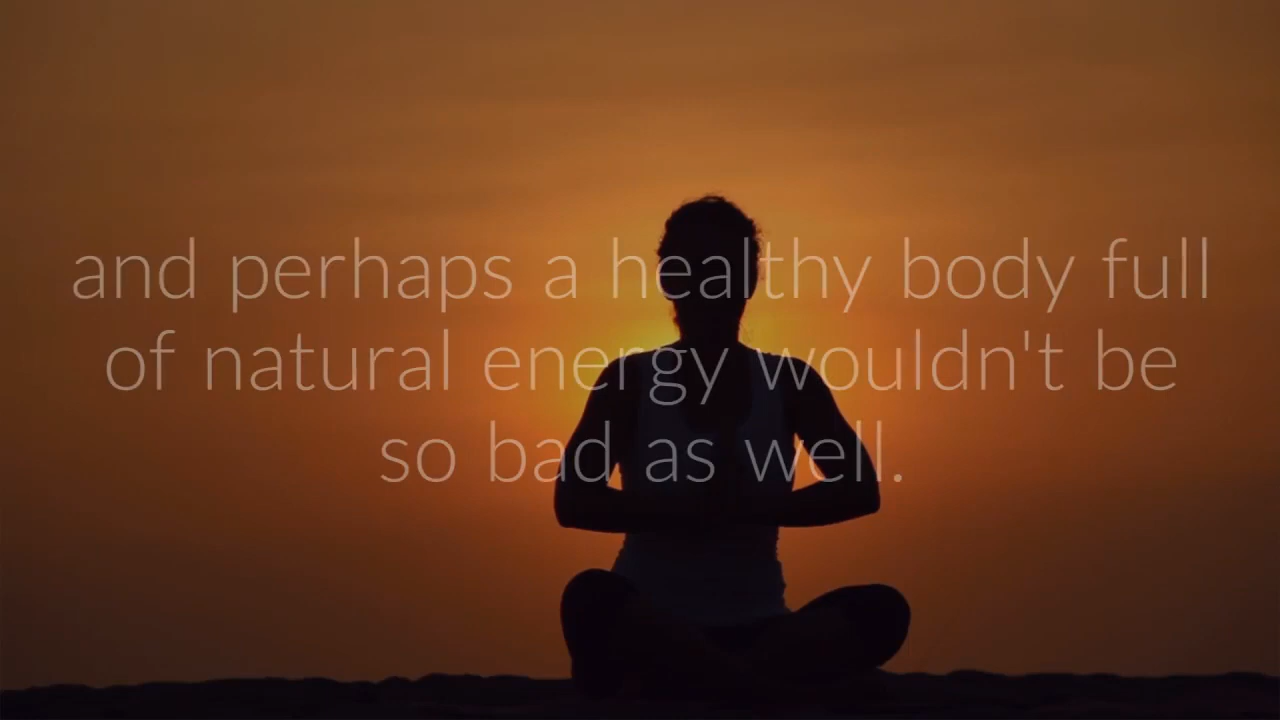 and perhaps a healthy body full
of natural energy wouldn't be
so bad as well.